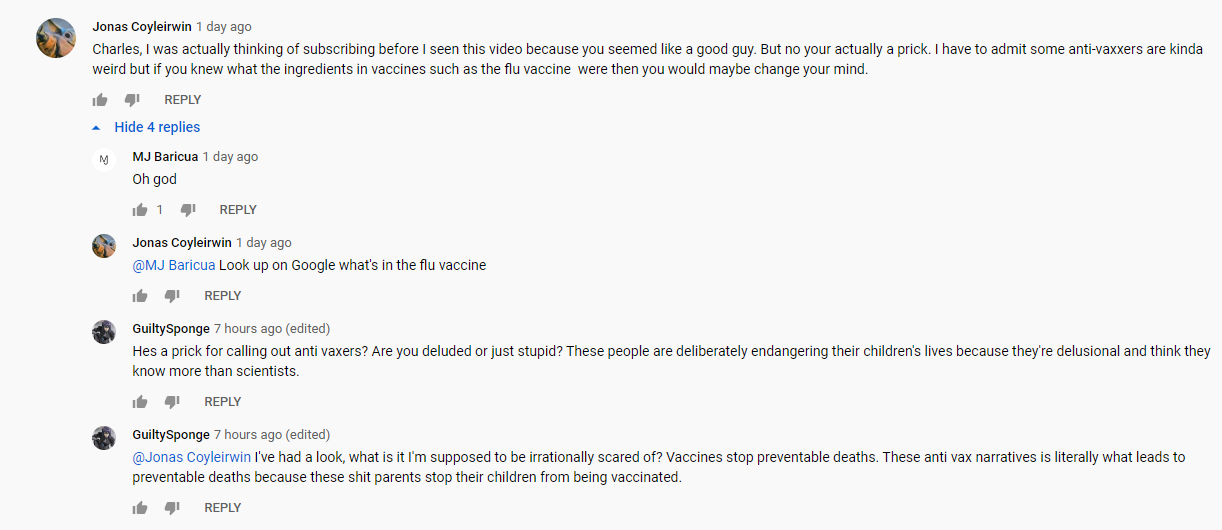 Jonas Coyleirwin 1 day ago
Charles, I was actually thinking of subscribing before I seen this video because you seemed like a good guy. But no your actually a prick. I have to admit some anti-vaxxers are kinda
weird but if you knew what the ingredients in vaccines such as the flu vaccine were then you would maybe change your mind.
REPLY
Hide 4 replies
MJ
MJ Baricua 1 day ago
Oh god
1 REPLY
Jonas Coyleirwin 1 day ago
@MJ Baricua Look up on Google what's in the flu vaccine
REPLY
GuiltySponge 7 hours ago (edited)
Hes a prick for calling out anti vaxers? Are you deluded or just stupid? These people are deliberately endangering their children's lives because they're delusional and think they
know more than scientists.
REPLY
GuiltySponge 7 hours ago (edited)
@Jonas Coyleirwin I've had a look, what is it I'm supposed to be irrationally scared of? Vaccines stop preventable deaths. These anti vax narratives is literally what leads to
preventable deaths because these shit parents stop their children from being vaccinated.
REPLY